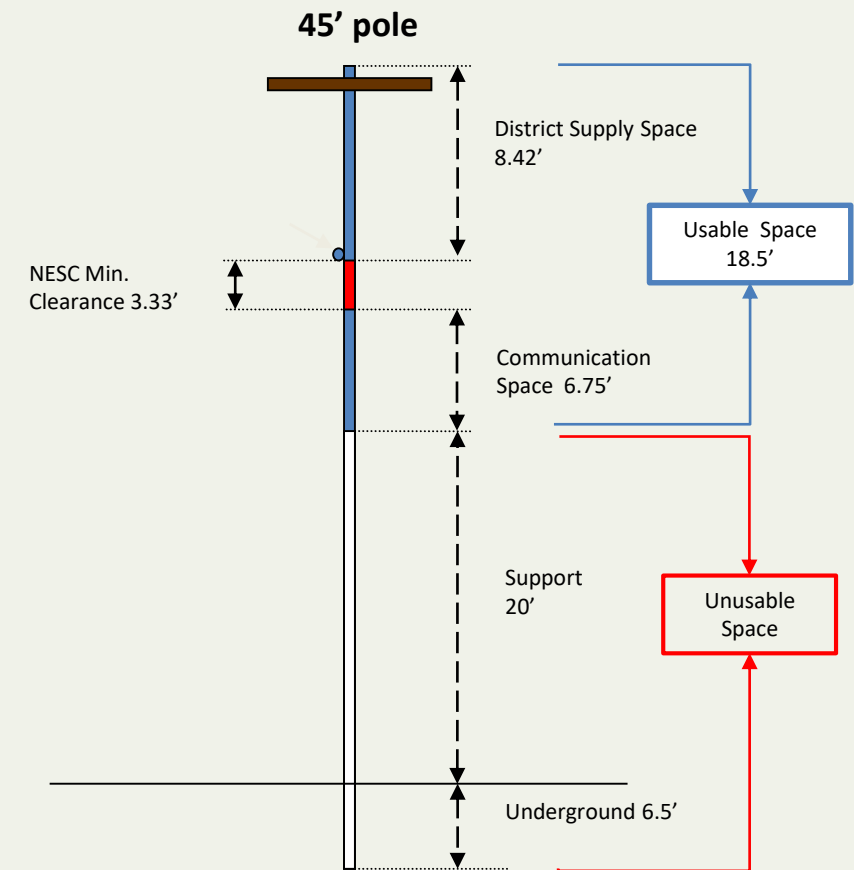 45’ pole
District Supply Space
8.42’
Usable Space
18.5’
NESC Min.
Clearance 3.33’
Communication
Space 6.75’
Support
20’
Unusable
Space
Underground 6.5’